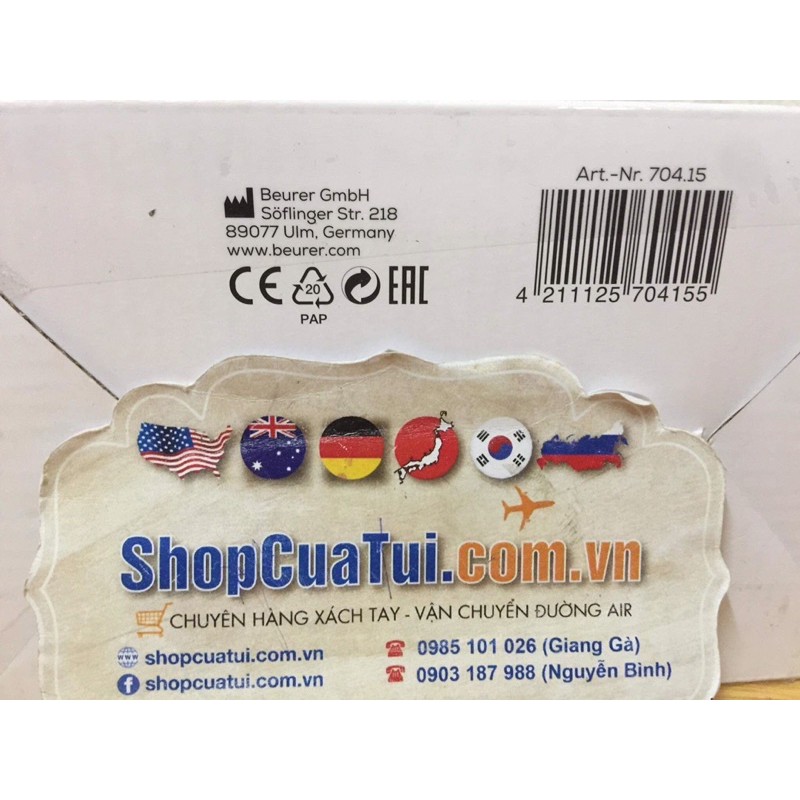 Beurer GmbH
Söflinger Str. 218
89077 Ulm, Germany
www.beurer.com
CE 20 EAC
PAP
Art.-Nr. 704.15
4 211125 704155
ShopCuaTui.com.vn
CHUYÊN HÀNG XÁCH TAY - VẬN CHUYỂN ĐƯỜNG AIR
shopcuatui.com.vn
shopcuatui.com.vn
0985 101 026 (Giang Gà)
0903 187 988 (Nguyễn Bình)